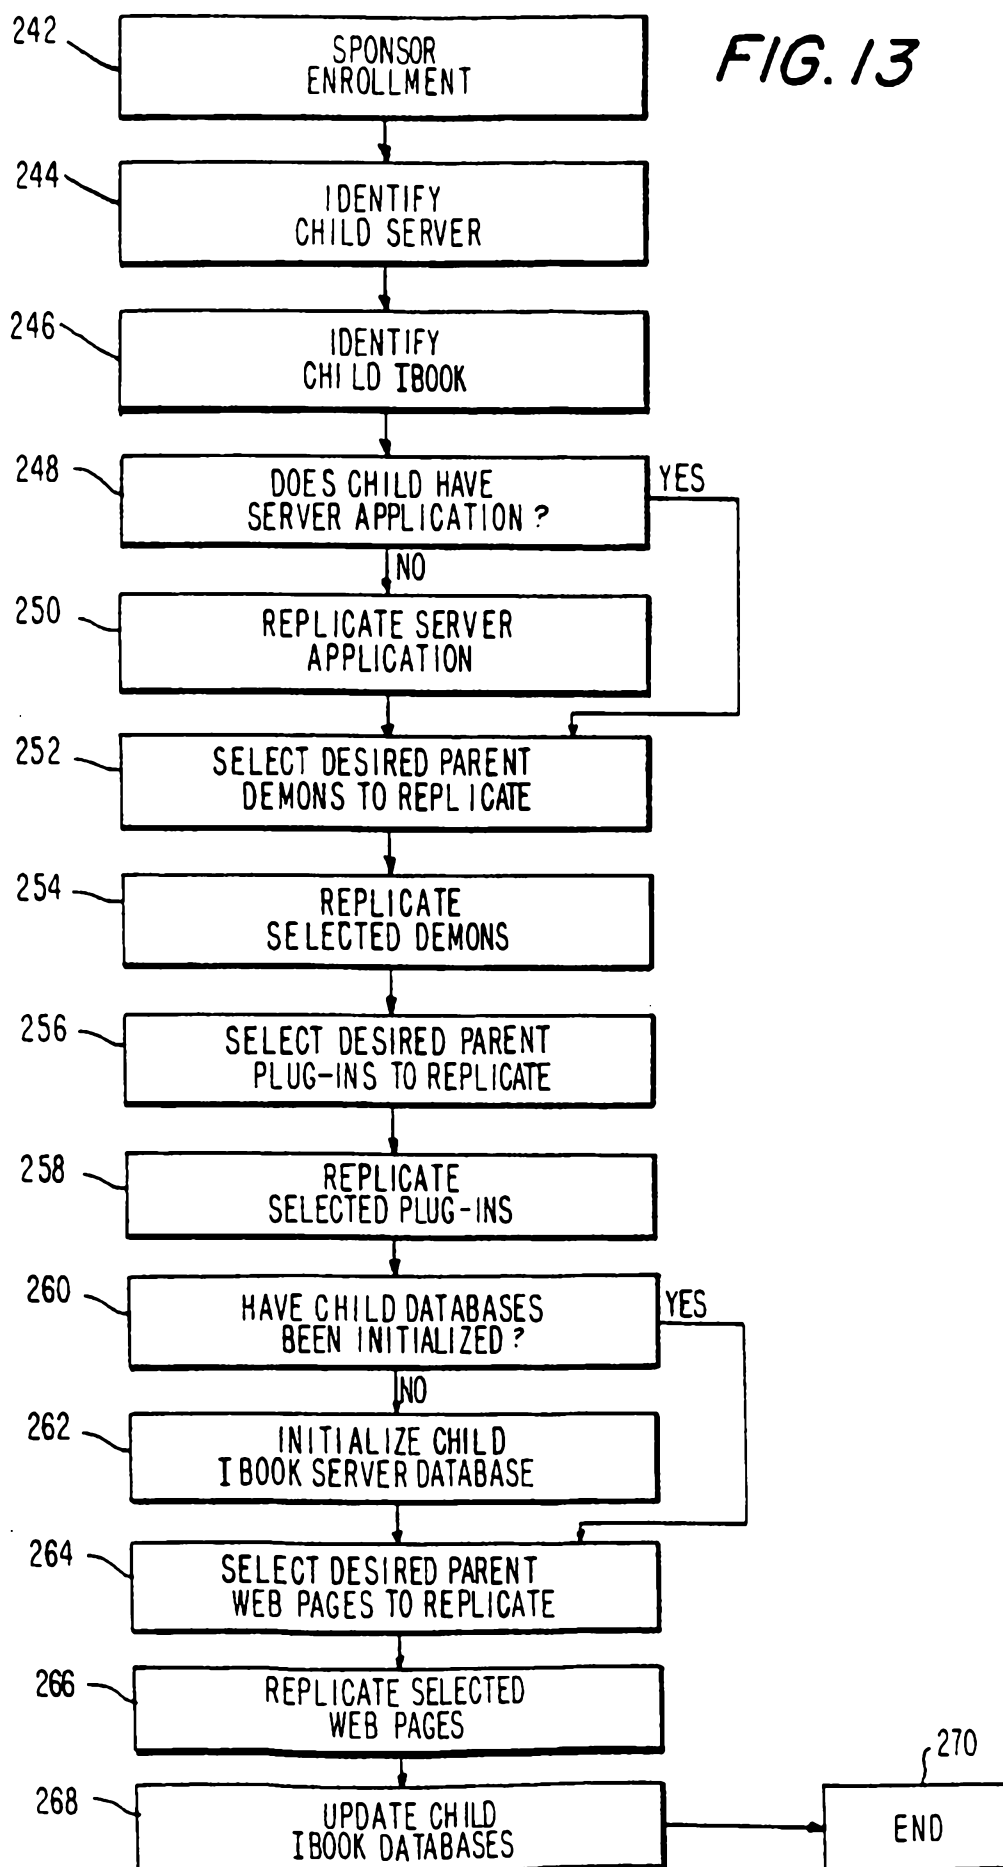 FIG. 13
242
SPONSOR
ENROLLMENT
244
IDENTIFY
CHILD SERVER
246
IDENTIFY
CHILD IBOOK
248
DOES CHILD HAVE
SERVER APPLICATION?
YES
NO
250
REPLICATE SERVER
APPLICATION
252
SELECT DESIRED PARENT
DEMONS TO REPLICATE
254
REPLICATE
SELECTED DEMONS
256
SELECT DESIRED PARENT
PLUG-INS TO REPLICATE
258
REPLICATE
SELECTED PLUG-INS
260
HAVE CHILD DATABASES
BEEN INITIALIZED?
YES
NO
262
INITIALIZE CHILD
IBOOK SERVER DATABASE
264
SELECT DESIRED PARENT
WEB PAGES TO REPLICATE
266
REPLICATE SELECTED
WEB PAGES
268
UPDATE CHILD
IBOOK DATABASES
270
END